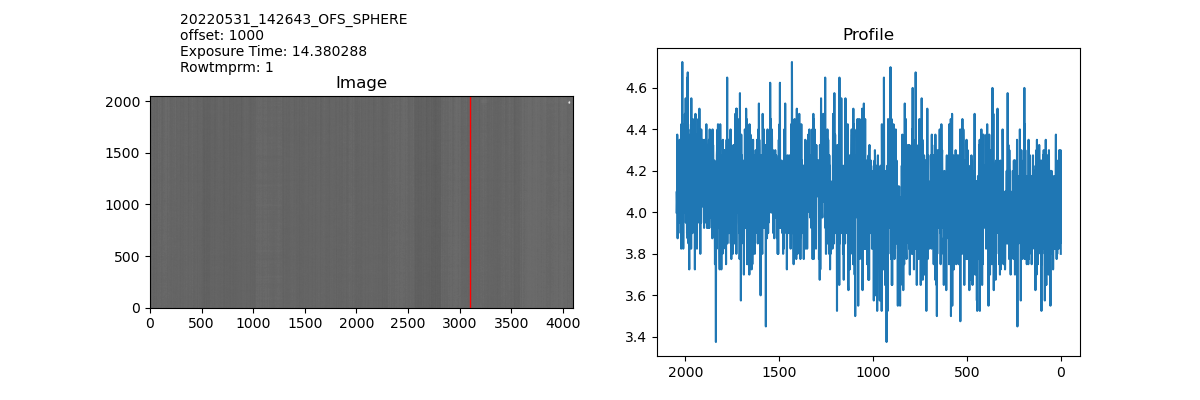 20220531_142643_OFS_SPHERE
offset: 1000
Exposure Time: 14.380288
Rowtmprm: 1
Image
2000
1500
1000
500
0
0 500 1000 1500 2000 2500 3000 3500 4000
Profile
4.6
4.4
4.2
4.0
3.8
3.6
3.4
2000 1500 1000 500 0